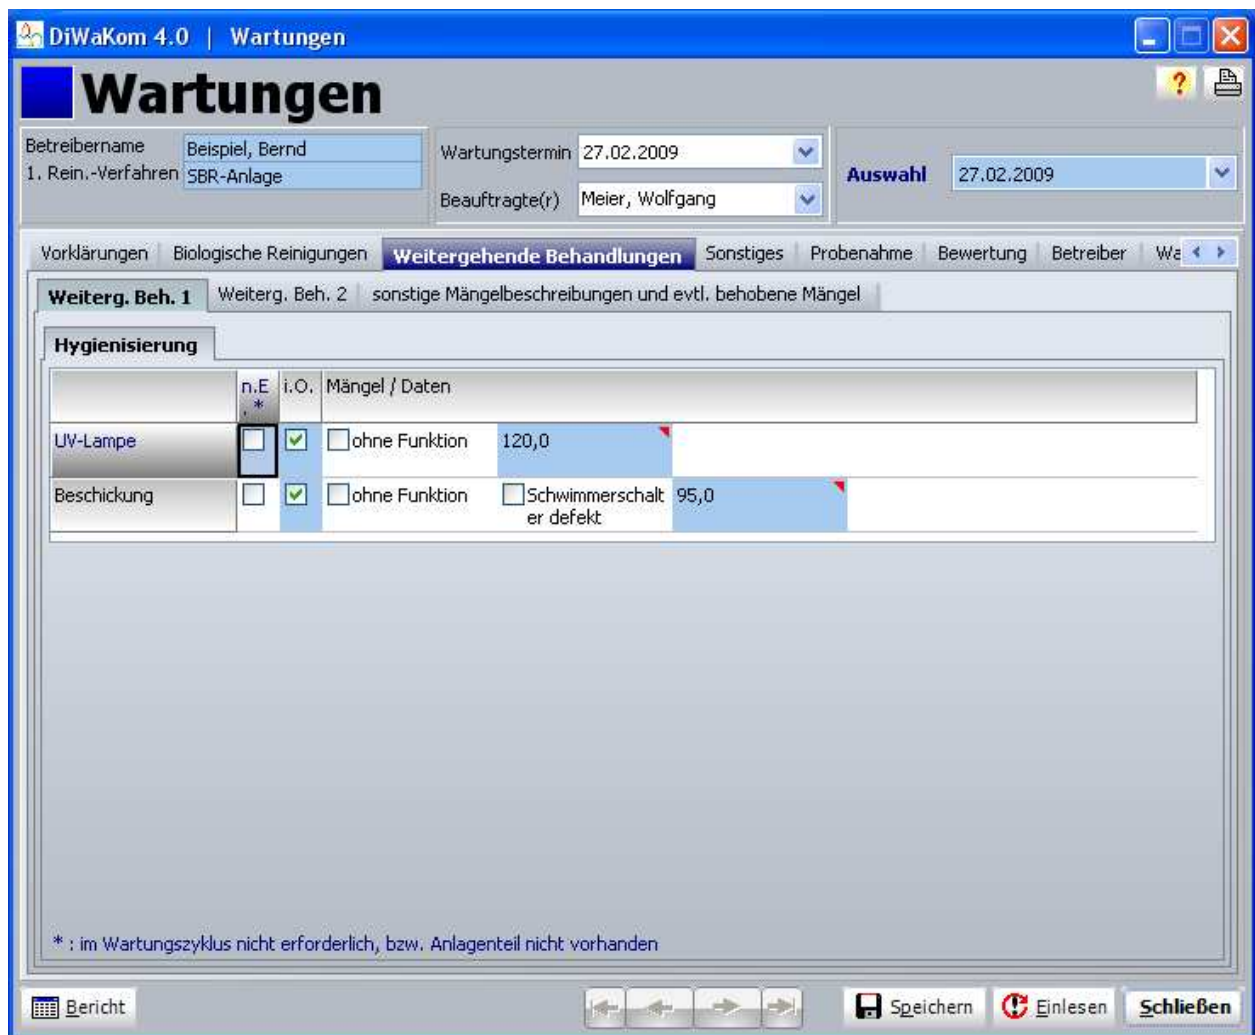 DiWaKom 4.0 | Wartungen
Wartungen
Betreibername Beispiel, Bernd
1. Rein.-Verfahren SBR-Anlage
Wartungstermin 27.02.2009
Beauftragte(r) Meier, Wolfgang
Auswahl 27.02.2009
Vorklärungen Biologische Reinigungen Weitergehende Behandlungen Sonstiges Probenahme Bewertung Betreiber Wa
Weiterg. Beh. 1 Weiterg. Beh. 2 sonstige Mängelbeschreibungen und evtl. behobene Mängel
Hygienisierung
n.E i.O. Mängel / Daten
. *
UV-Lampe ohne Funktion 120,0
Beschickung ohne Funktion Schwimmerschalt 95,0
er defekt
* : im Wartungszyklus nicht erforderlich, bzw. Anlagenteil nicht vorhanden
Bericht Speichern Einlesen Schließen